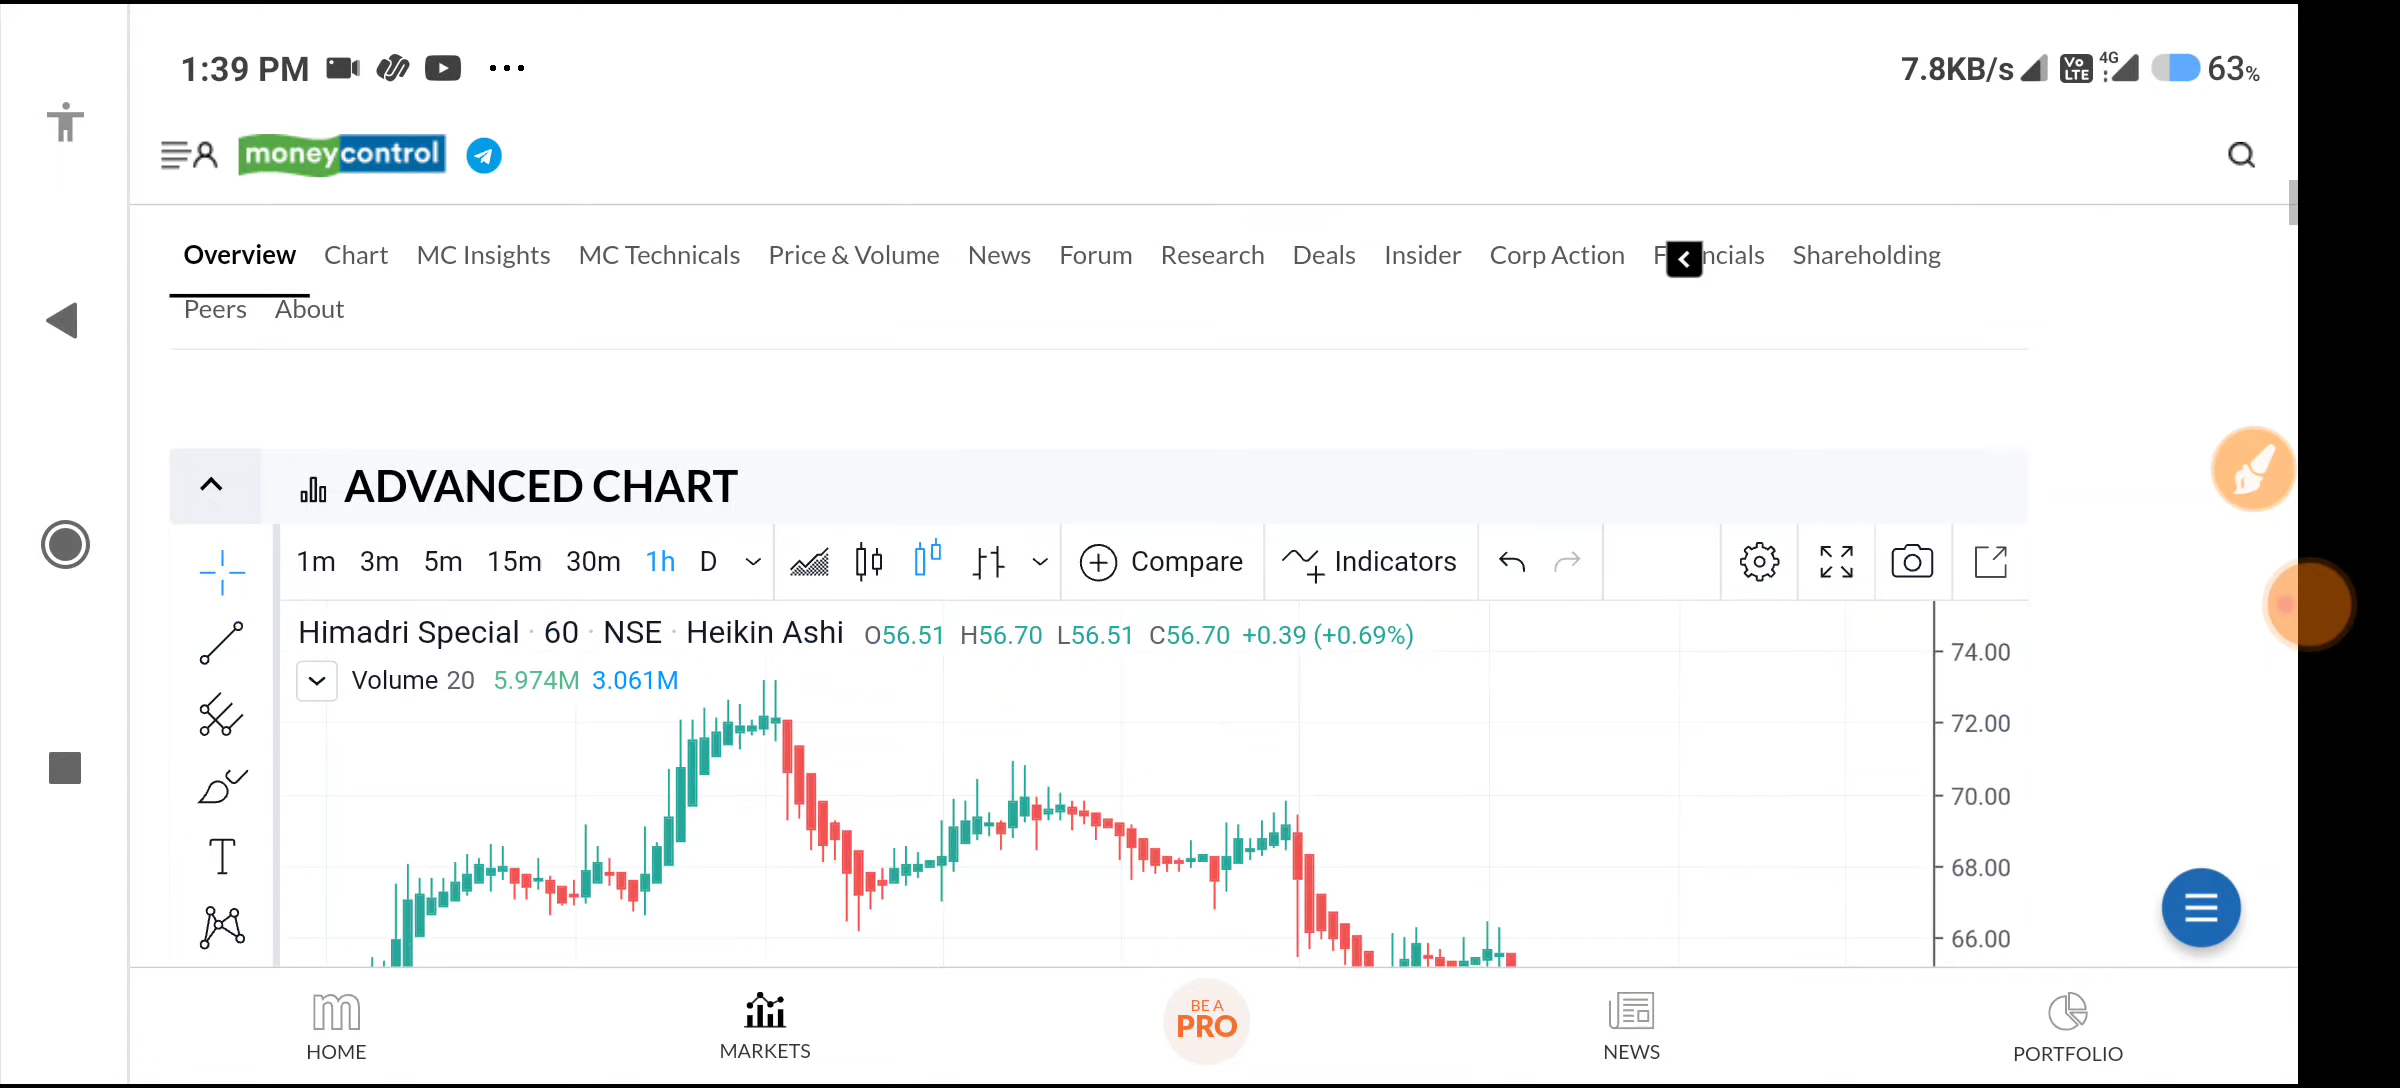 1:39 PM ... 7.8KB/s Vo LTE 4G 63%
moneycontrol
Overview Chart MC Insights MC Technicals Price & Volume News Forum Research Deals Insider Corp Action F ncials Shareholding
Peers About
ADVANCED CHART
1m 3m 5m 15m 30m 1h D Compare Indicators
Himadri Special · 60 · NSE · Heikin Ashi O56.51 H56.70 L56.51 C56.70 +0.39 (+0.69%)
Volume 20 5.974M 3.061M
74.00
72.00
70.00
68.00
66.00
T
HOME
MARKETS
BE A
PRO
NEWS
PORTFOLIO